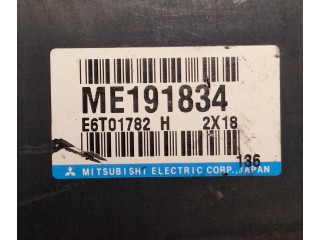 ME191834
E6T01782 H 2X18
136
MITSUBISHI ELECTRIC CORP., JAPAN